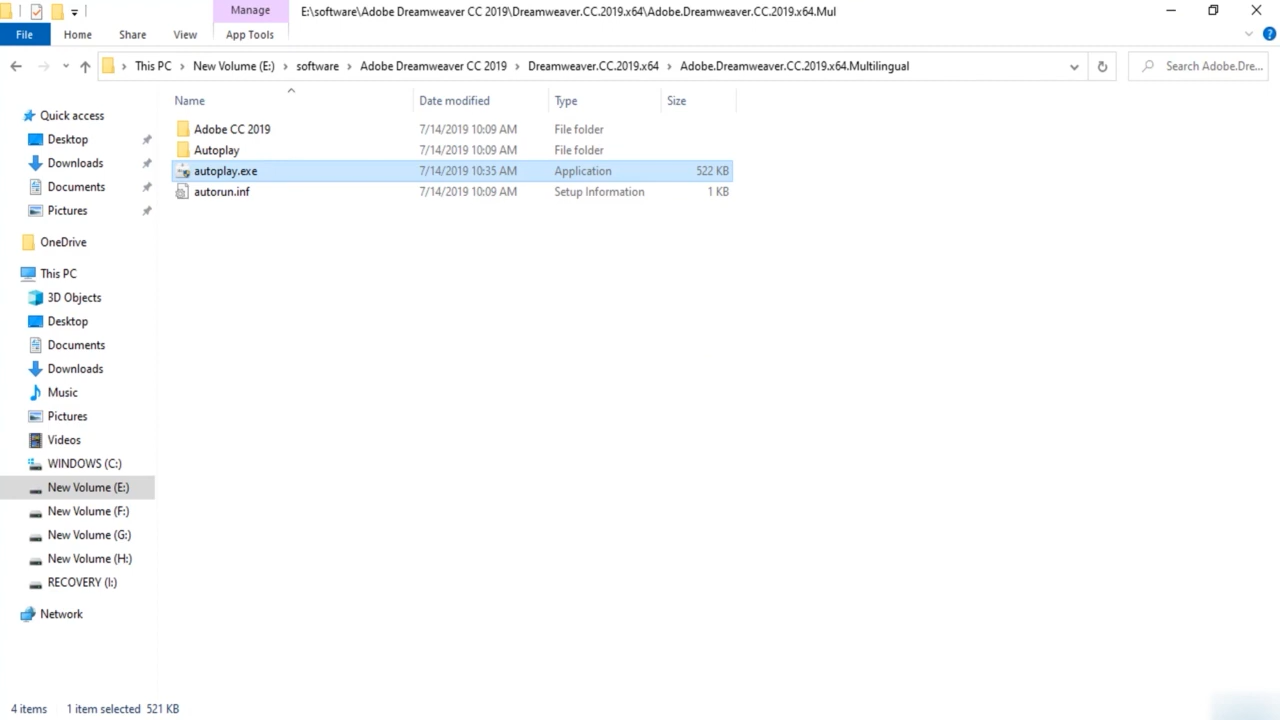 Manage
E:\software\Adobe Dreamweaver CC 2019\Dreamweaver.CC.2019.x64\Adobe.Dreamweaver.CC.2019.x64.Mul
File Home Share View App Tools
This PC New Volume (E:) software Adobe Dreamweaver CC 2019 Dreamweaver.CC.2019.x64 Adobe.Dreamweaver.CC.2019.x64.Multilingual Search Adobe.Dre...
Name Date modified Type Size
Adobe CC 2019 7/14/2019 10:09 AM File folder
Autoplay 7/14/2019 10:09 AM File folder
autoplay.exe 7/14/2019 10:35 AM Application 522 KB
autorun.inf 7/14/2019 10:09 AM Setup Information 1 KB
Quick access
Desktop
Downloads
Documents
Pictures
OneDrive
This PC
3D Objects
Desktop
Documents
Downloads
Music
Pictures
Videos
WINDOWS (C:)
New Volume (E:)
New Volume (F:)
New Volume (G:)
New Volume (H:)
RECOVERY (I:)
Network
4 items 1 item selected 521 KB